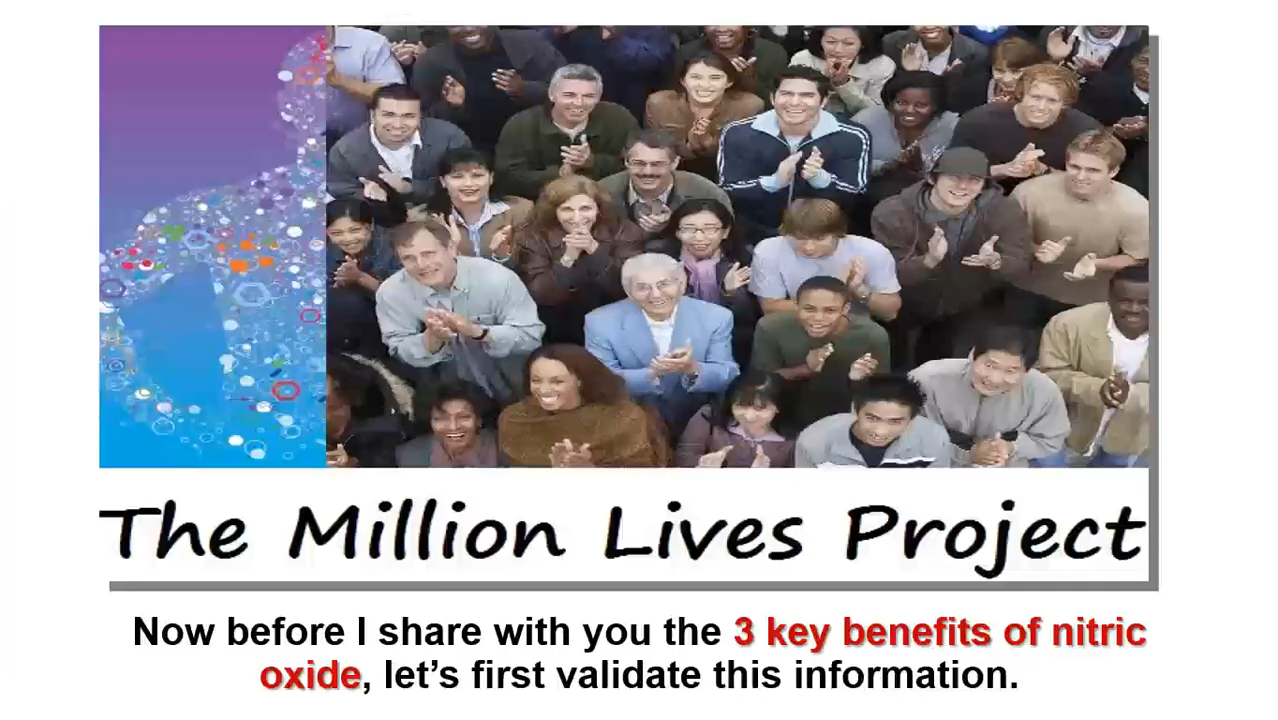 The Million Lives Project
Now before I share with you the 3 key benefits of nitric
oxide, let’s first validate this information.